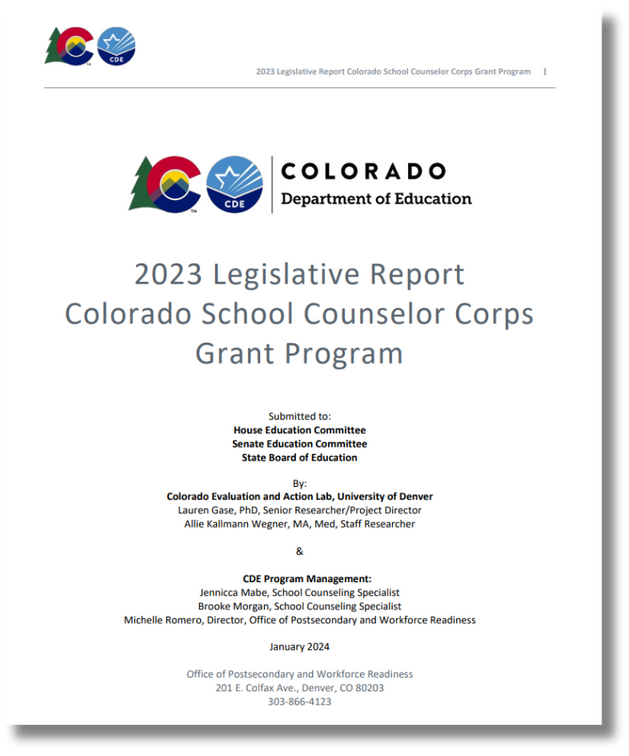 CDE
2023 Legislative Report Colorado School Counselor Corps Grant Program 1
CDE
TM
COLORADO
Department of Education
2023 Legislative Report
Colorado School Counselor Corps
Grant Program
Submitted to:
House Education Committee
Senate Education Committee
State Board of Education
By:
Colorado Evaluation and Action Lab, University of Denver
Lauren Gase, PhD, Senior Researcher/Project Director
Allie Kallmann Wegner, MA, Med, Staff Researcher
&
CDE Program Management:
Jennicca Mabe, School Counseling Specialist
Brooke Morgan, School Counseling Specialist
Michelle Romero, Director, Office of Postsecondary and Workforce Readiness
January 2024
Office of Postsecondary and Workforce Readiness
201 E. Colfax Ave., Denver, CO 80203
303-866-4123